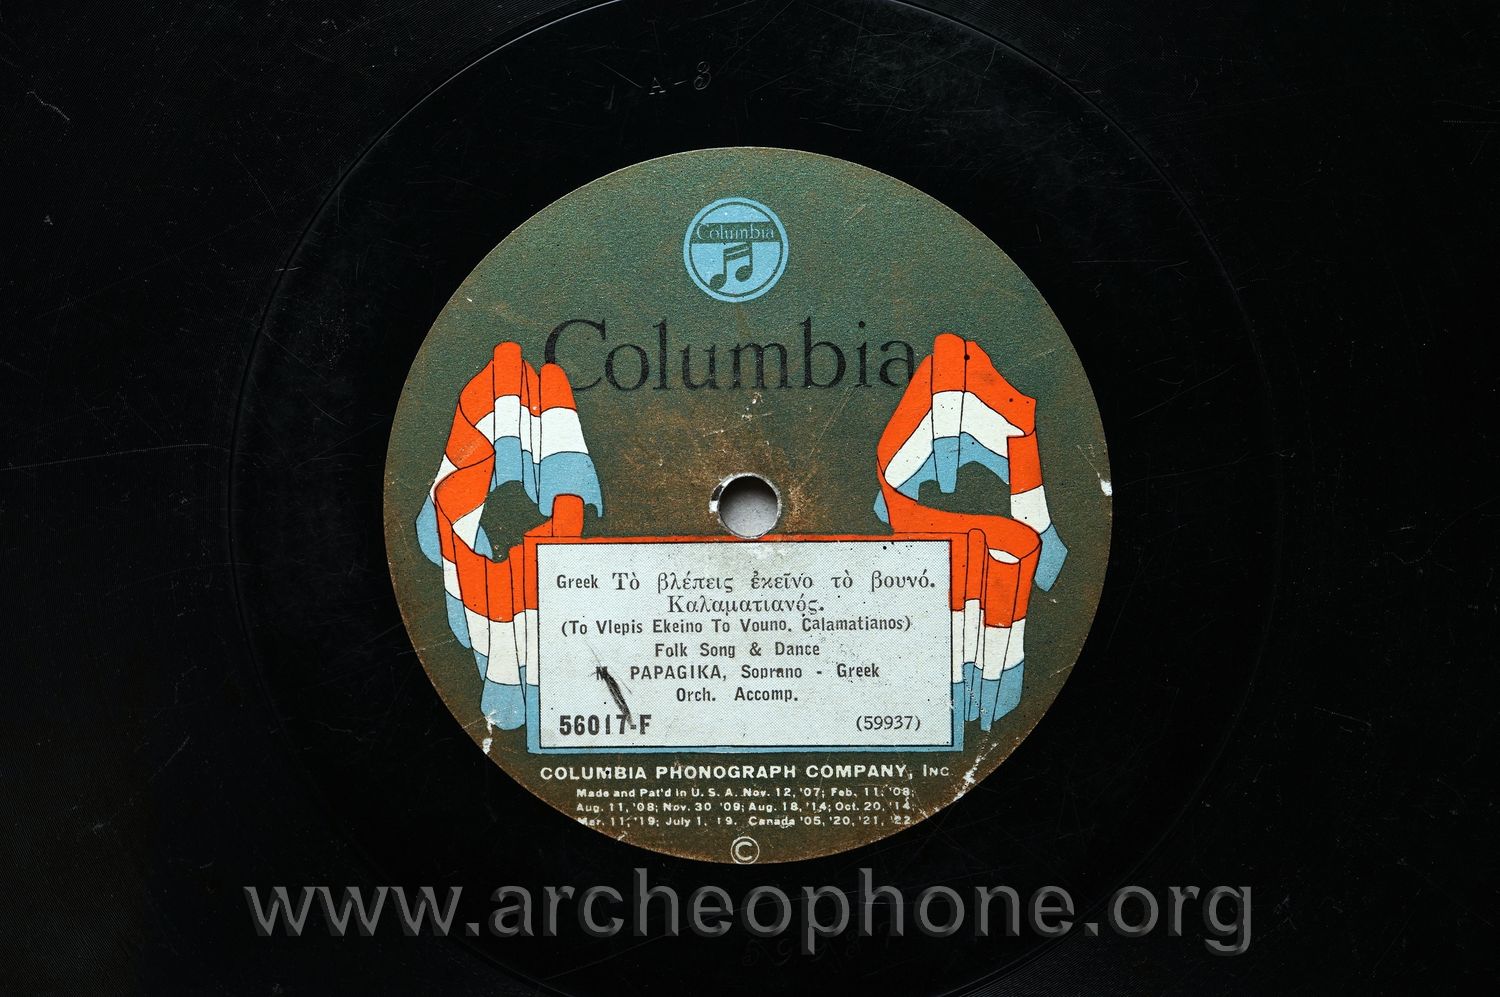 A-3
Columbia
Columbia
Greek Τὸ βλέπεις ἐκεῖνο τὸ βουνό.
Καλαματιανός.
(To Vlepis Ekeino To Vouno. Calamatianos)
Folk Song & Dance
M. PAPAGIKA, Soprano - Greek
Orch. Accomp.
56017-F (59937)
COLUMBIA PHONOGRAPH COMPANY, INC
Made and Pat'd in U. S. A. Nov. 12, '07; Feb. 11, '08;
Aug. 11, '08; Nov. 30 '09; Aug. 18, '14; Oct. 20, '14
Mar. 11, '19; July 1, 19. Canada '05, '20, '21, '22
©
www.archeophone.org